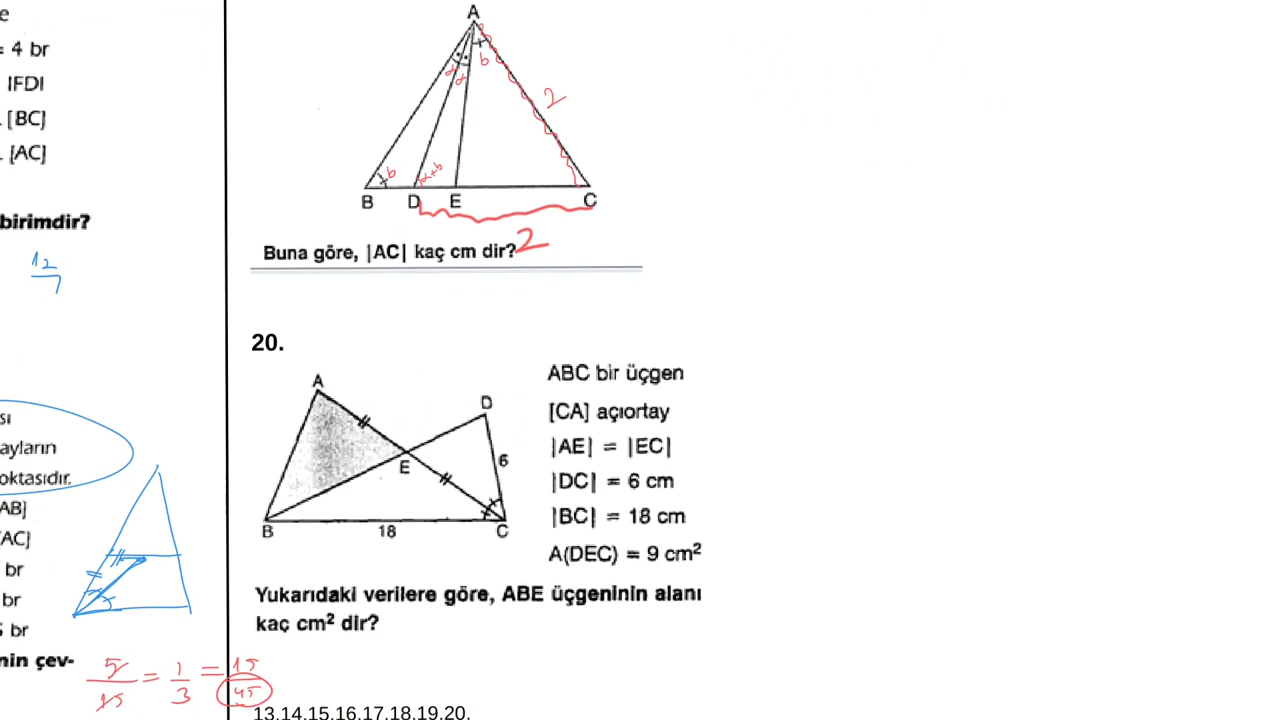 e
= 4 br
|FD|
. [BC]
. [AC]
birimdir?
12
7
sı
ayların
oktasıdır.
AB]
[AC]
br
br
5 br
nin çev-
5
15
= 1
3
= 15
45
A
α
α
b
2
b
α+b
B
D
E
C
2
Buna göre, |AC| kaç cm dir?
20.
A
D
6
E
B
18
C
ABC bir üçgen
[CA] açıortay
|AE| = |EC|
|DC| = 6 cm
|BC| = 18 cm
A(DEC) = 9 cm²
Yukarıdaki verilere göre, ABE üçgeninin alanı
kaç cm² dir?
13.14.15.16.17.18.19.20.